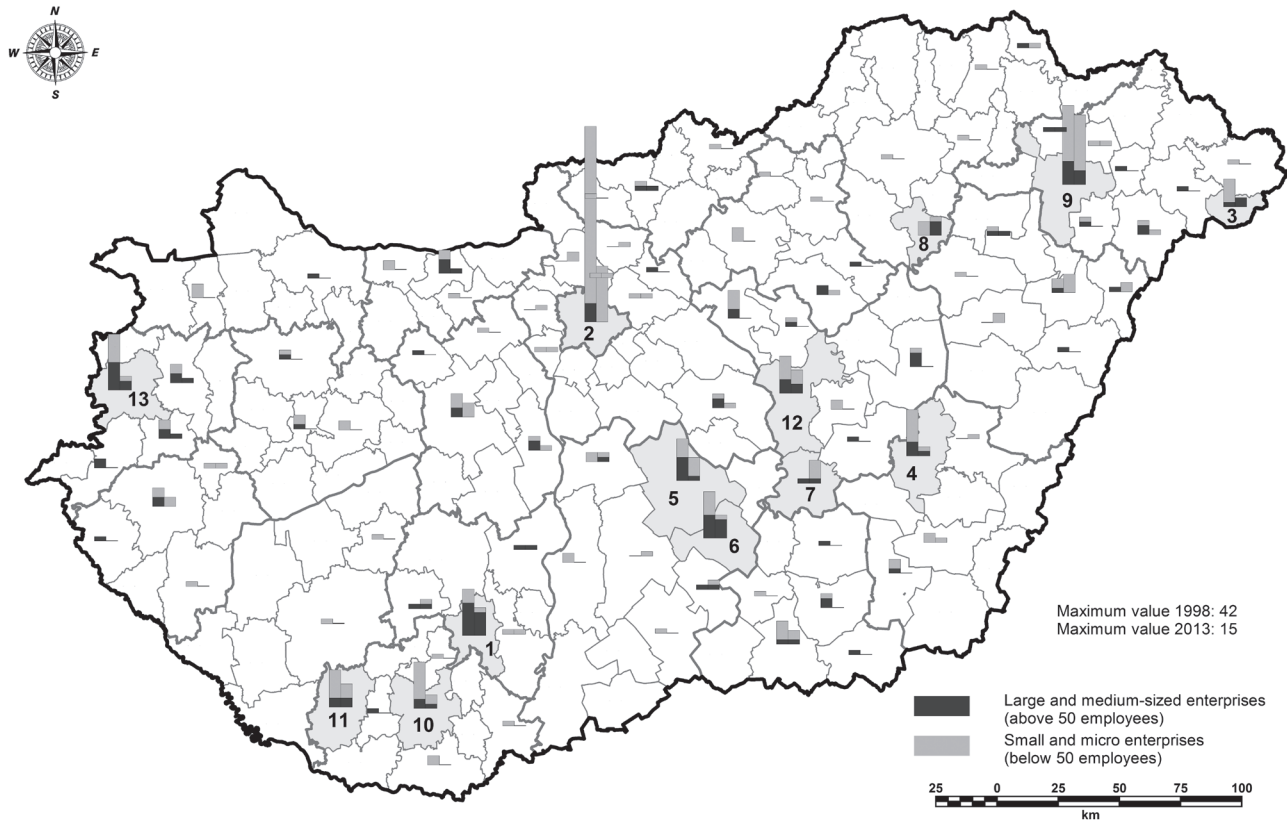 N
W E
S
9
3
8
2
13
12
4
5
7
6
1
11
10
Maximum value 1998: 42
Maximum value 2013: 15
Large and medium-sized enterprises
(above 50 employees)
Small and micro enterprises
(below 50 employees)
25 0 25 50 75 100
km